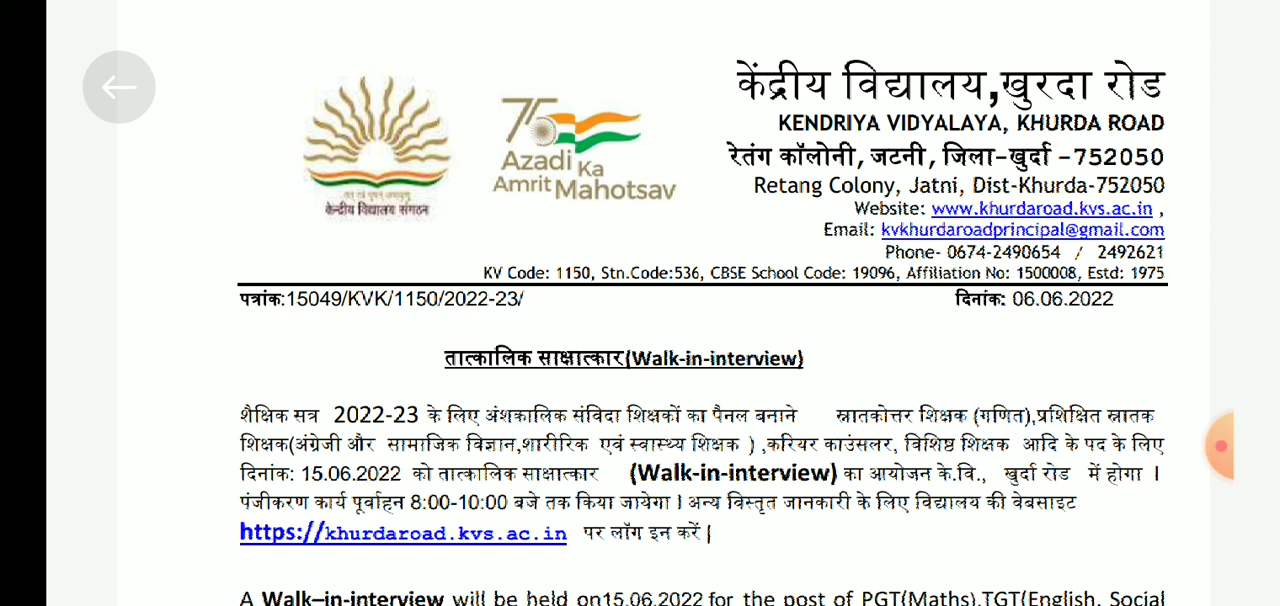 केंद्रीय विद्यालय,खुरदा रोड
KENDRIYA VIDYALAYA, KHURDA ROAD
रेतंग कॉलोनी, जटनी, जिला-खुर्दा -752050
Retang Colony, Jatni, Dist-Khurda-752050
Website: www.khurdaroad.kvs.ac.in ,
Email: kvkhurdaroadprincipal@gmail.com
Phone- 0674-2490654 / 2492621
KV Code: 1150, Stn.Code:536, CBSE School Code: 19096, Affiliation No: 1500008, Estd: 1975
केन्द्रीय विद्यालय संगठन
75
Azadi Ka
Amrit Mahotsav
पत्रांक:15049/KVK/1150/2022-23/ दिनांक: 06.06.2022
तात्कालिक साक्षात्कार(Walk-in-interview)
शैक्षिक सत्र 2022-23 के लिए अंशकालिक संविदा शिक्षकों का पैनल बनाने स्नातकोत्तर शिक्षक (गणित),प्रशिक्षित स्नातक
शिक्षक(अंग्रेजी और सामाजिक विज्ञान,शारीरिक एवं स्वास्थ्य शिक्षक ) ,करियर काउंसलर, विशिष्ठ शिक्षक आदि के पद के लिए
दिनांक: 15.06.2022 को तात्कालिक साक्षात्कार (Walk-in-interview) का आयोजन के.वि., खुर्दा रोड में होगा ।
पंजीकरण कार्य पूर्वाहन 8:00-10:00 बजे तक किया जायेगा । अन्य विस्तृत जानकारी के लिए विद्यालय की वेबसाइट
https://khurdaroad.kvs.ac.in पर लॉग इन करें |
A Walk–in-interview will be held on15.06.2022 for the post of PGT(Maths),TGT(English, Social